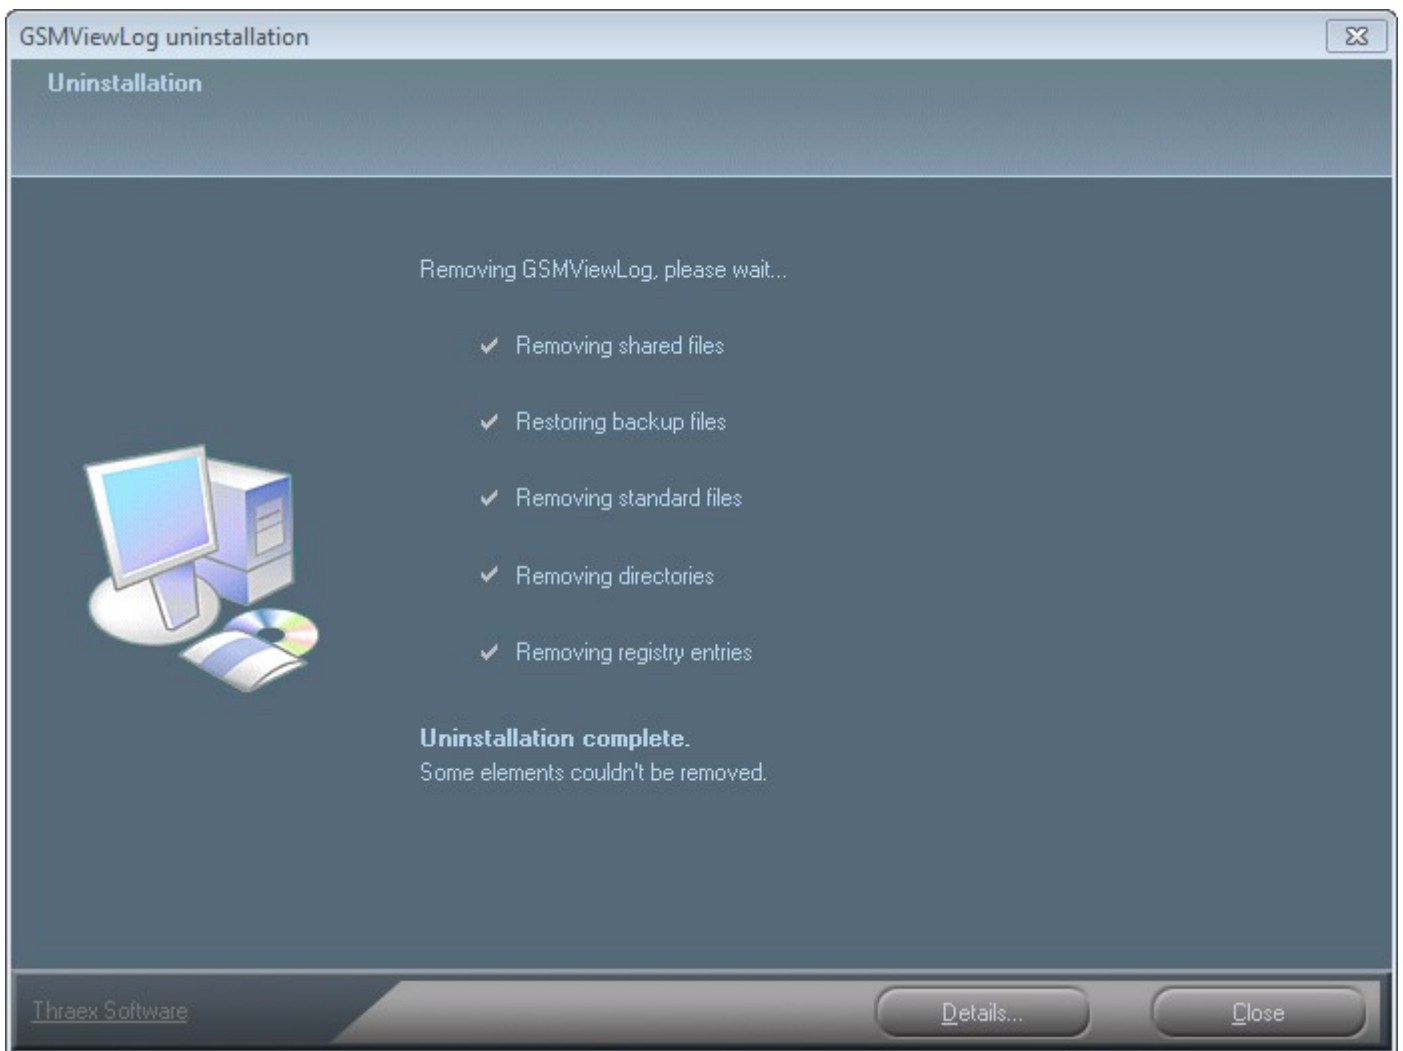 GSMViewLog uninstallation
Uninstallation
Removing GSMViewLog, please wait...
Removing shared files
Restoring backup files
Removing standard files
Removing directories
Removing registry entries
Uninstallation complete.
Some elements couldn't be removed.
Thraex Software
Details...
Close